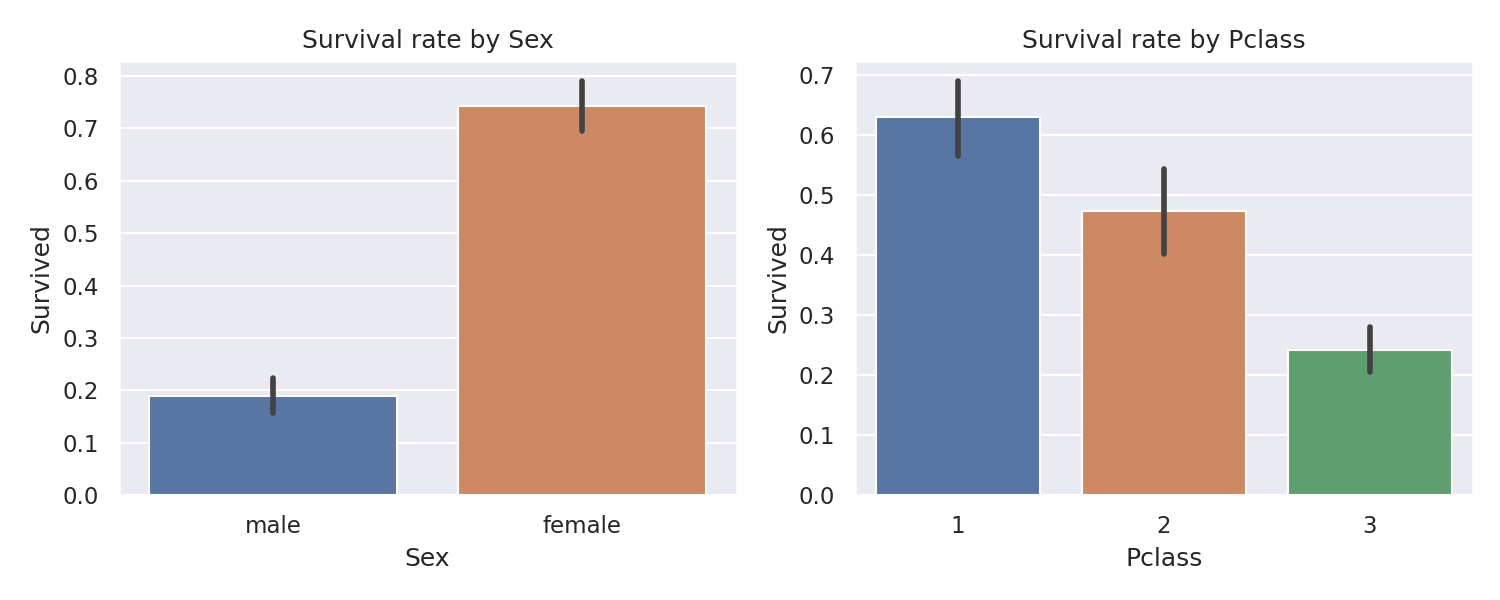 Survival rate by Sex
0.8
0.7
0.6
0.5
0.4
0.3
0.2
0.1
0.0
Survived
male female
Sex
Survival rate by Pclass
0.7
0.6
0.5
0.4
0.3
0.2
0.1
0.0
Survived
1 2 3
Pclass